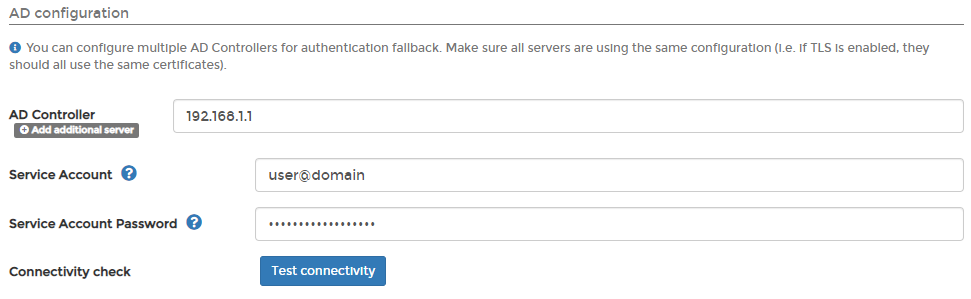 AD configuration
You can configure multiple AD Controllers for authentication fallback. Make sure all servers are using the same configuration (i.e. if TLS is enabled, they
should all use the same certificates).
AD Controller
192.168.1.1
Add additional server
Service Account
user@domain
Service Account Password
••••••••••••••••••
Connectivity check
Test connectivity